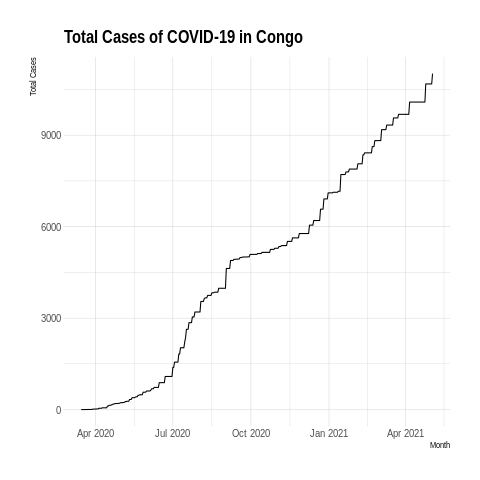 Total Cases of COVID-19 in Congo
Total Cases
9000
6000
3000
0
Apr 2020 Jul 2020 Oct 2020 Jan 2021 Apr 2021
Month